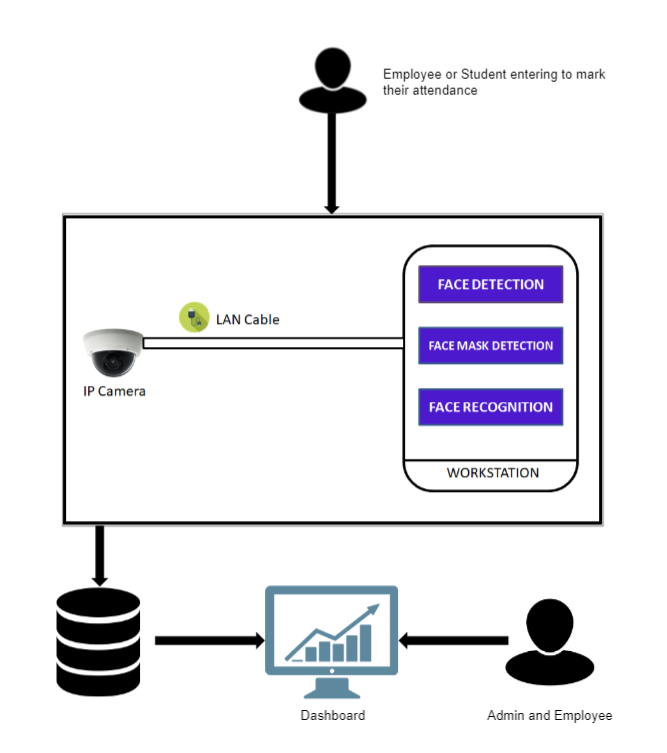 Employee or Student entering to mark
their attendance
FACE DETECTION
LAN Cable
FACE MASK DETECTION
IP Camera
FACE RECOGNITION
WORKSTATION
Dashboard
Admin and Employee